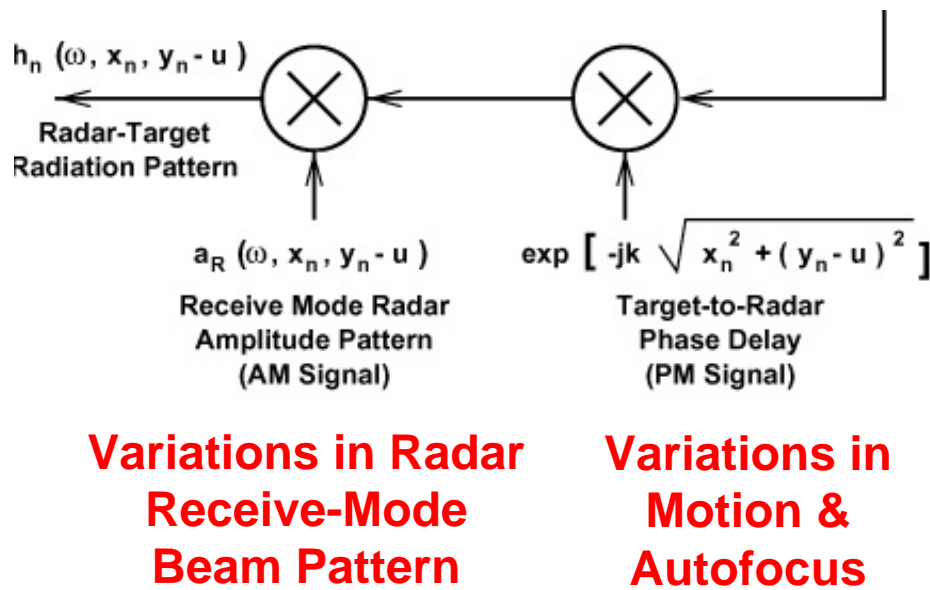 hₙ (ω, xₙ, yₙ - u )
Radar-Target
Radiation Pattern
a_R (ω, xₙ, yₙ - u )
exp [ -jk √ xₙ² + ( yₙ - u )² ]
Receive Mode Radar
Amplitude Pattern
(AM Signal)
Target-to-Radar
Phase Delay
(PM Signal)
Variations in Radar
Receive-Mode
Beam Pattern
Variations in
Motion &
Autofocus